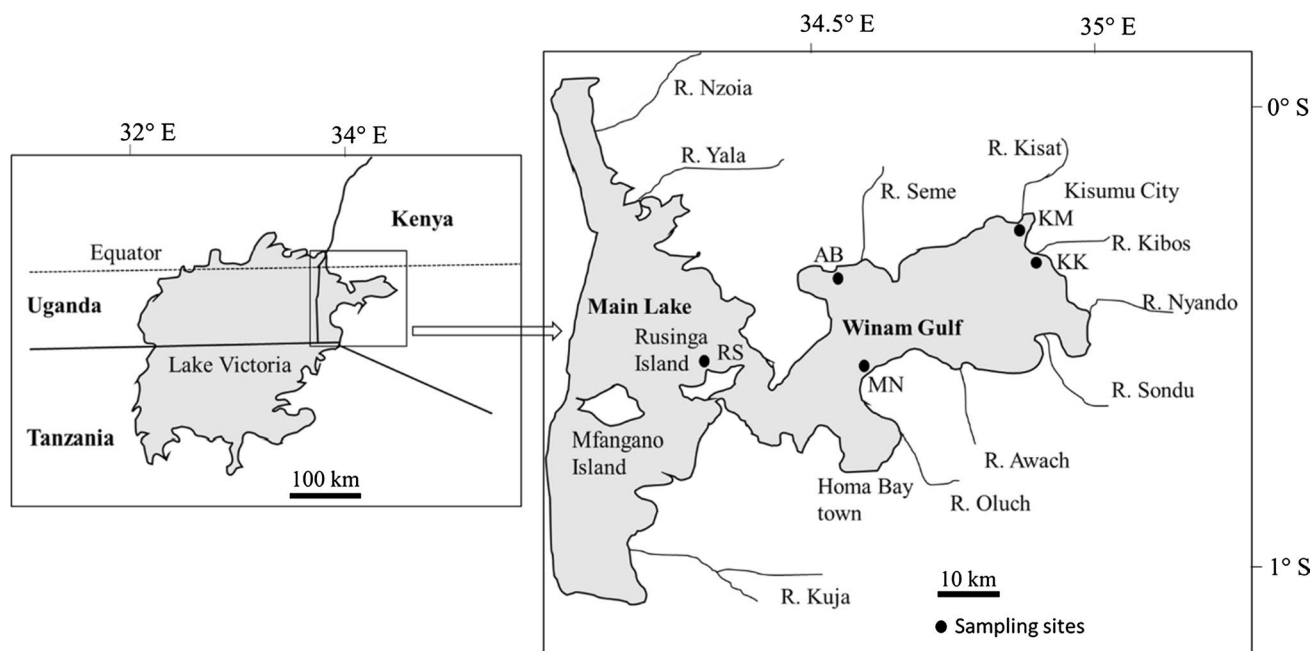 32° E
34° E
Kenya
Equator
Uganda
Lake Victoria
Tanzania
100 km
34.5° E
35° E
0° S
1° S
R. Nzoia
R. Yala
R. Seme
R. Kisat
Kisumu City
KM
R. Kibos
KK
AB
R. Nyando
Main Lake
Winam Gulf
Rusinga
Island
RS
MN
R. Sondu
Mfangano
Island
R. Awach
Homa Bay
town
R. Oluch
R. Kuja
10 km
Sampling sites